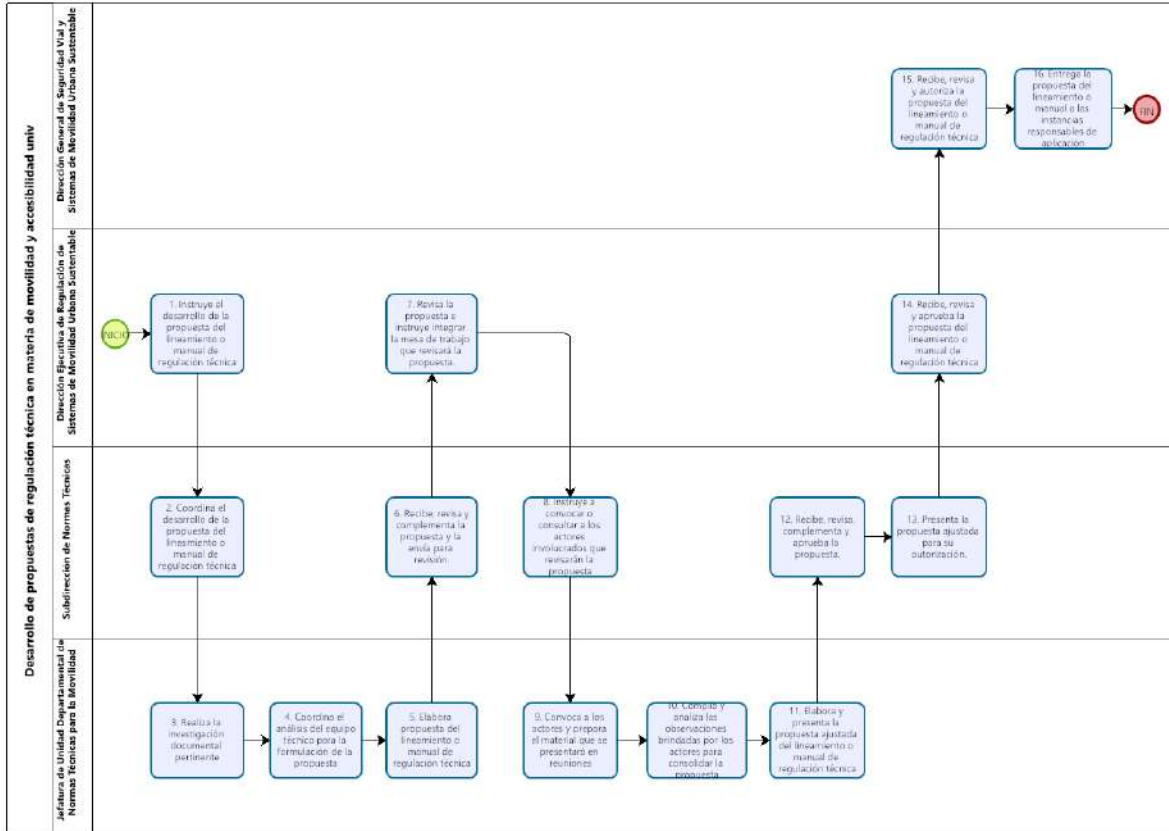 Desarrollo de propuestas de regulación técnica en materia de movilidad y accesibilidad univ
Dirección General de Seguridad Vial y
Sistemas de Movilidad Urbana Sustentable
15. Recibe, revisa
y autoriza la
propuesta del
lineamiento o
manual de
regulación técnica
16. Entrega la
propuesta del
lineamiento o
manual a las
instancias
responsables de
aplicación
FIN
Dirección Ejecutiva de Regulación de
Sistemas de Movilidad Urbana Sustentable
INICIO
1. Instruye el
desarrollo de la
propuesta del
lineamiento o
manual de
regulación técnica
7. Revisa la
propuesta e
instruye integrar
la mesa de trabajo
que revisará la
propuesta.
14. Recibe, revisa
y aprueba la
propuesta del
lineamiento o
manual de
regulación técnica
Subdirección de Normas Técnicas
2. Coordina el
desarrollo de la
propuesta del
lineamiento o
manual de
regulación técnica
6. Recibe, revisa y
complementa la
propuesta y la
envía para
revisión.
8. Instruye a
convocar o
consultar a los
actores
involucrados que
revisarán la
propuesta
12. Recibe, revisa,
complementa y
aprueba la
propuesta.
13. Presenta la
propuesta ajustada
para su
autorización.
Jefatura de Unidad Departamental de
Normas Técnicas para la Movilidad
3. Realiza la
investigación
documental
pertinente
4. Coordina el
análisis del equipo
técnico para la
formulación de la
propuesta
5. Elabora
propuesta del
lineamiento o
manual de
regulación técnica
9. Convoca a los
actores y prepara
el material que se
presentará en
reuniones
10. Compila y
analiza las
observaciones
brindadas por los
actores para
consolidar la
propuesta
11. Elabora y
presenta la
propuesta ajustada
del lineamiento o
manual de
regulación técnica